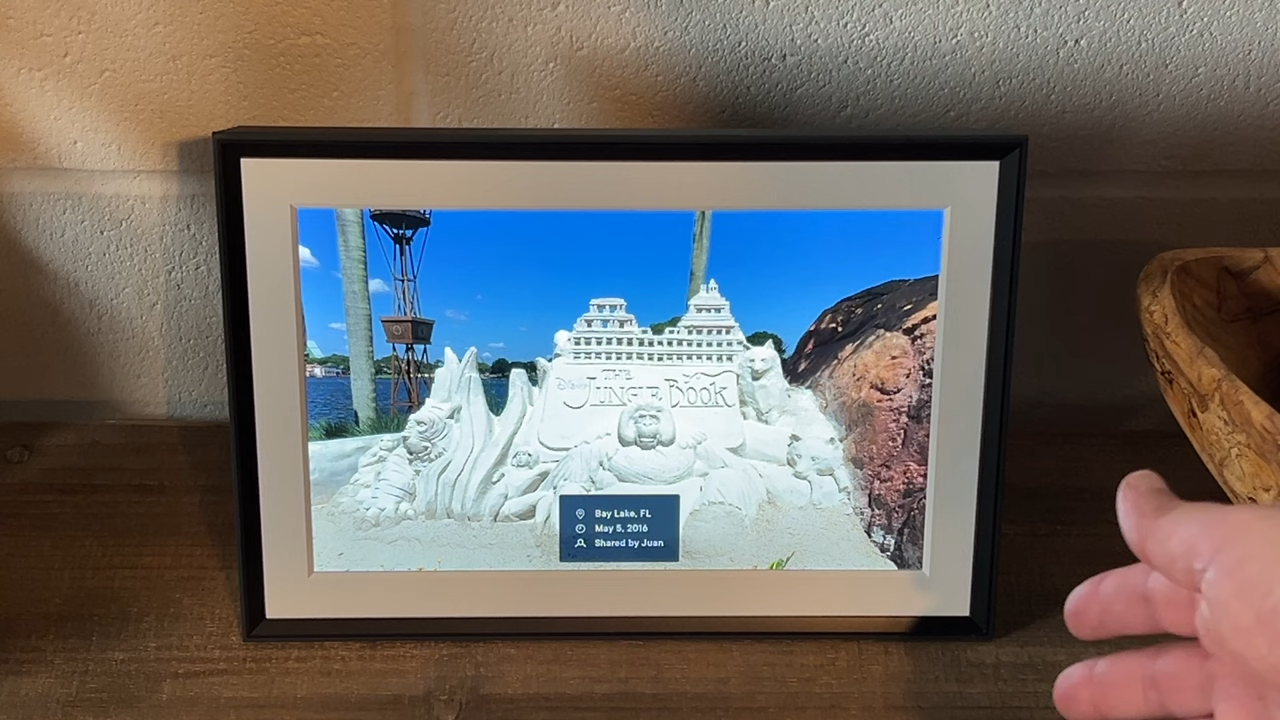 Disney
THE
JUNGLE BOOK
Bay Lake, FL
May 5, 2016
Shared by Juan